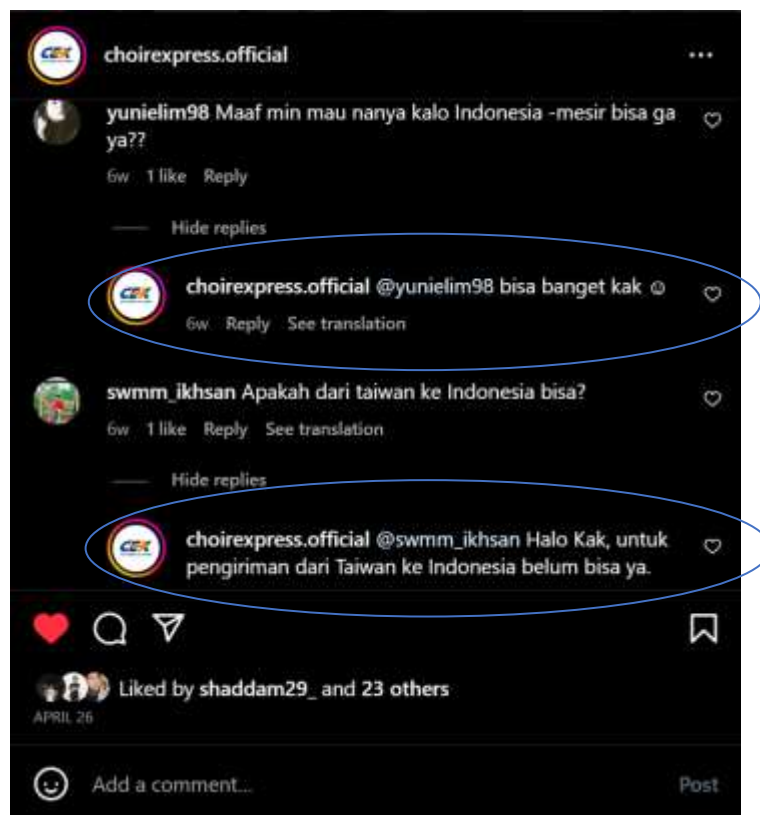 CEX
choirexpress.official
yunielim98 Maaf min mau nanya kalo Indonesia -mesir bisa ga
ya??
6w 1 like Reply
Hide replies
CEX
choirexpress.official @yunielim98 bisa banget kak ☺
6w Reply See translation
swmm_ikhsan Apakah dari taiwan ke Indonesia bisa?
6w 1 like Reply See translation
Hide replies
CEX
choirexpress.official @swmm_ikhsan Halo Kak, untuk
pengiriman dari Taiwan ke Indonesia belum bisa ya.
Liked by shaddam29_ and 23 others
APRIL 26
Add a comment...
Post